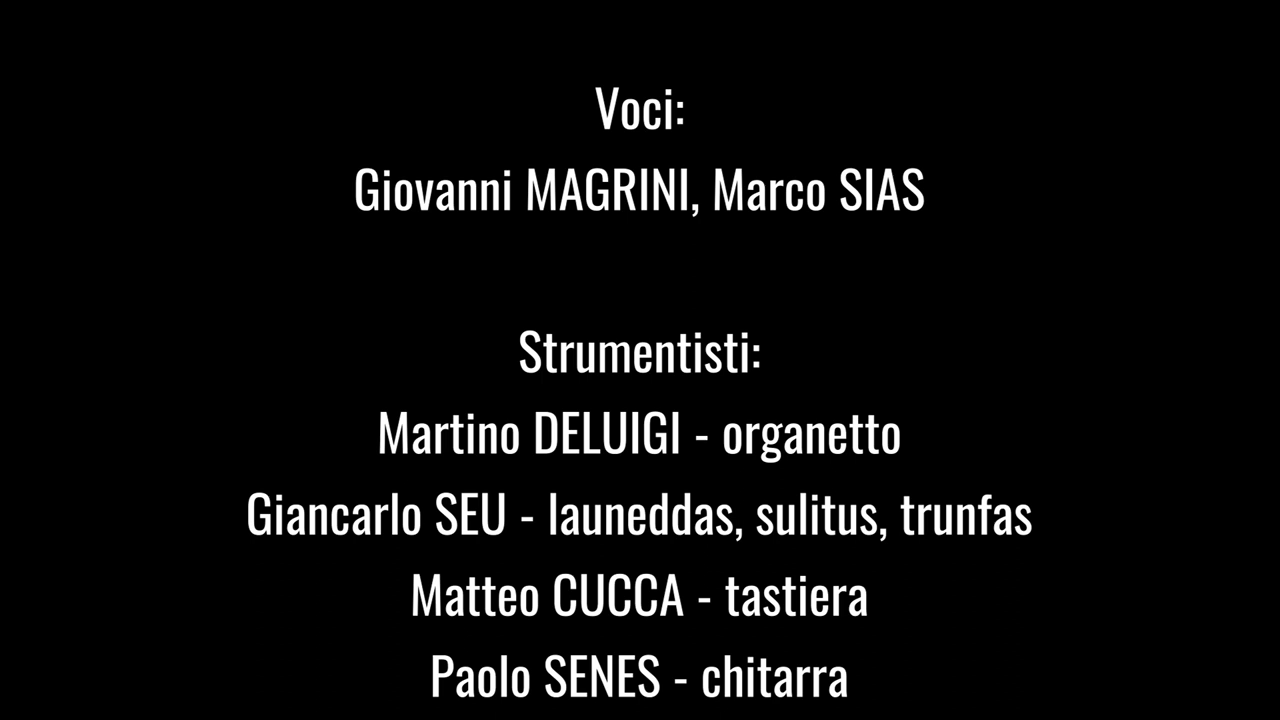 Voci:
Giovanni MAGRINI, Marco SIAS
Strumentisti:
Martino DELUIGI - organetto
Giancarlo SEU - launeddas, sulitus, trunfas
Matteo CUCCA - tastiera
Paolo SENES - chitarra